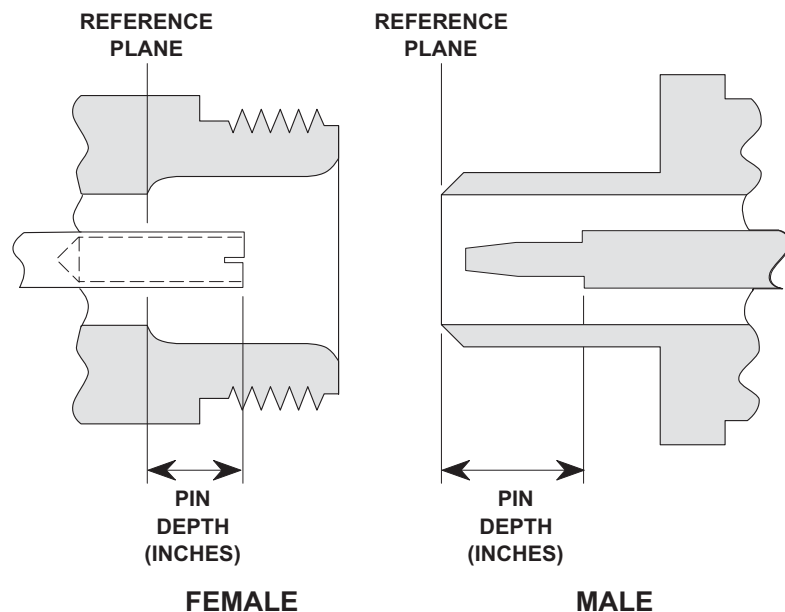 REFERENCE
PLANE
REFERENCE
PLANE
PIN
DEPTH
(INCHES)
PIN
DEPTH
(INCHES)
FEMALE
MALE